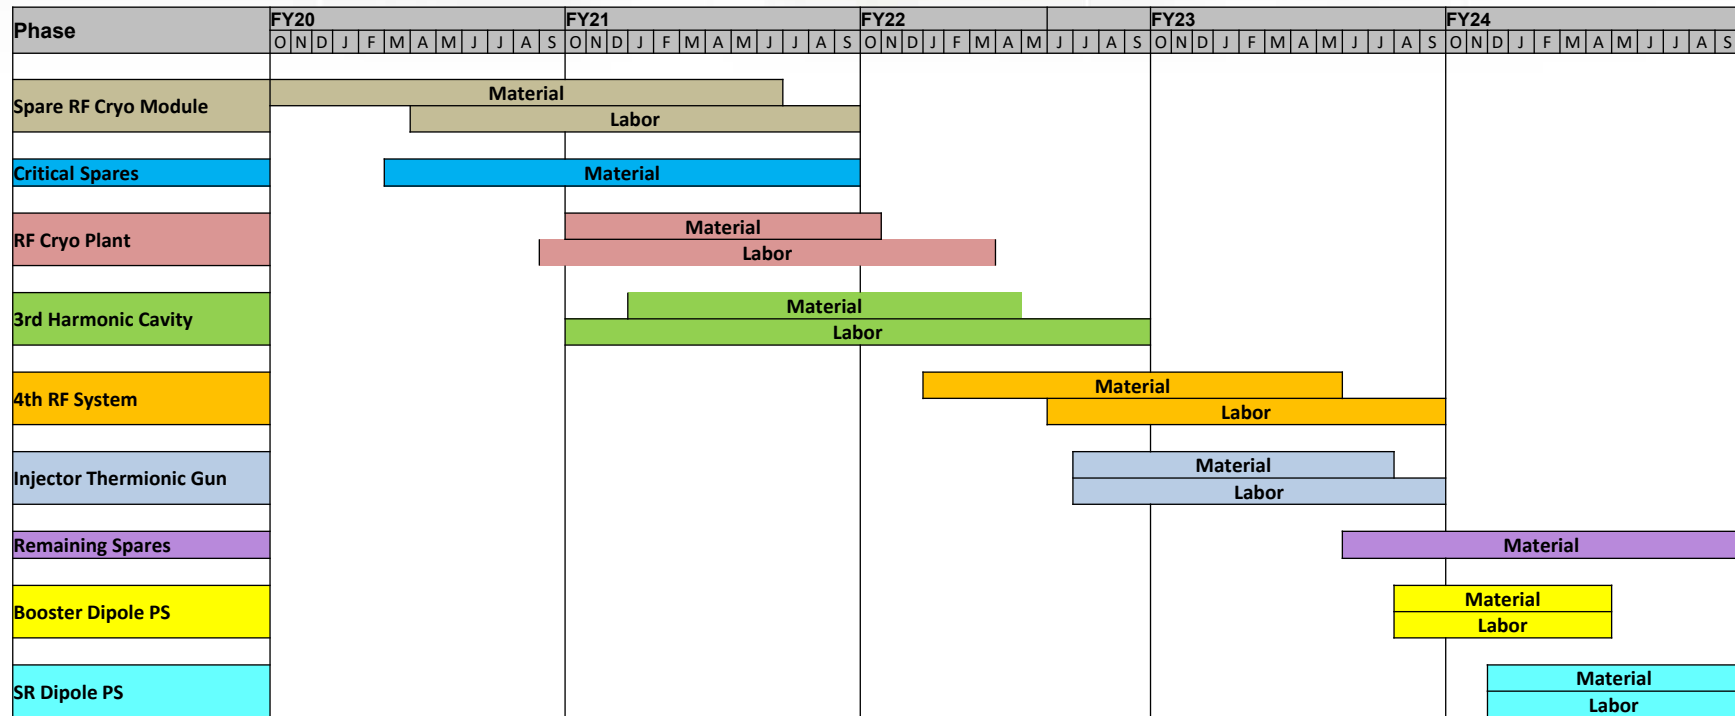 Phase FY20 FY21 FY22 FY23 FY24
O N D J F M A M J J A S O N D J F M A M J J A S O N D J F M A M J J A S O N D J F M A M J J A S O N D J F M A M J J A S
Material
Spare RF Cryo Module
Labor
Critical Spares Material
Material
RF Cryo Plant
Labor
Material
3rd Harmonic Cavity
Labor
Material
4th RF System
Labor
Material
Injector Thermionic Gun
Labor
Remaining Spares Material
Material
Booster Dipole PS
Labor
Material
SR Dipole PS
Labor